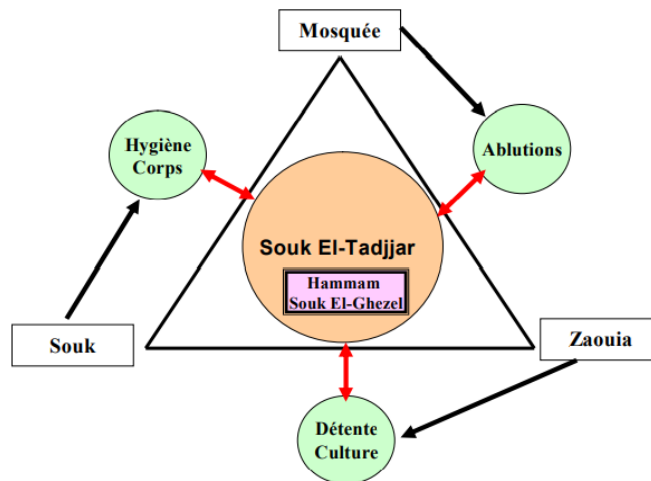 Mosquée
Hygiène
Corps
Ablutions
Souk El-Tadjjar
Hammam
Souk El-Ghezel
Souk
Zaouia
Détente
Culture